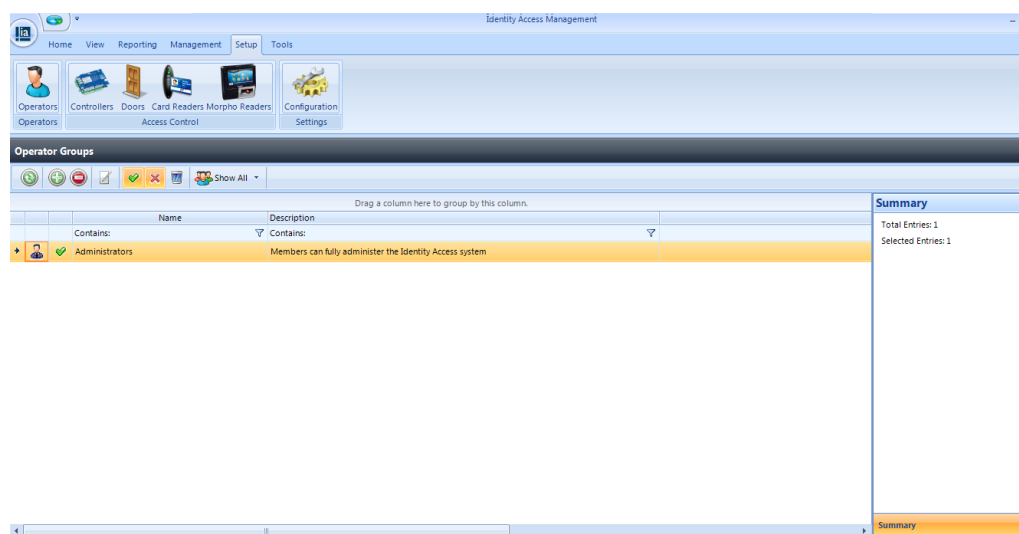 Identity Access Management
ia
Home View Reporting Management Setup Tools
Operators Controllers Doors Card Readers Morpho Readers Configuration
Operators Access Control Settings
Operator Groups
Show All
Drag a column here to group by this column.
Name Description
Contains: Contains:
Administrators Members can fully administer the Identity Access system
Summary
Total Entries: 1
Selected Entries: 1
Summary